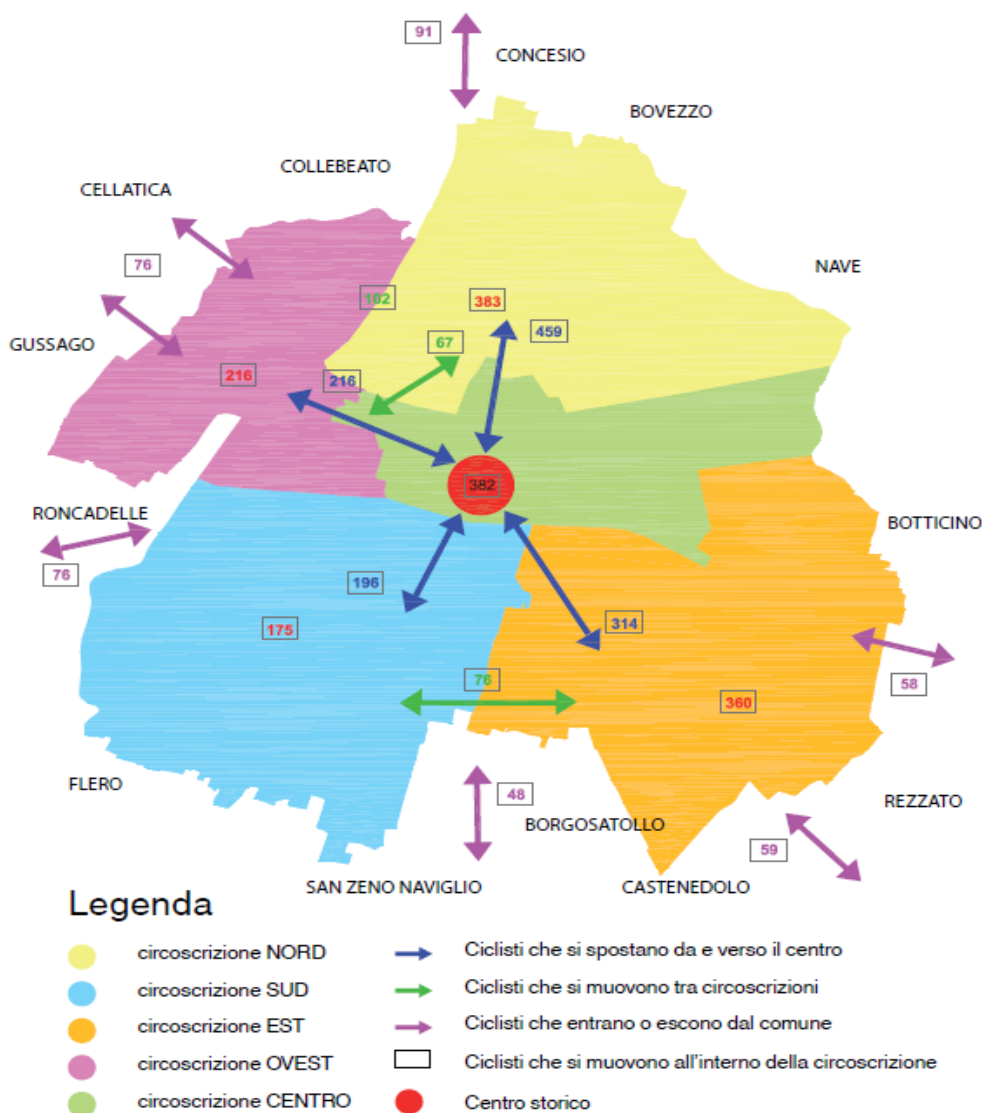 91
CONCESIO
BOVEZZO
COLLEBEATO
CELLATICA
76
NAVE
GUSSAGO
102
383
459
67
216
216
382
RONCADELLE
76
BOTTICINO
196
175
314
76
58
360
FLERO
48
BORGOSATOLLO
REZZATO
59
SAN ZENO NAVIGLIO
CASTENEDOLO
Legenda
circoscrizione NORD
circoscrizione SUD
circoscrizione EST
circoscrizione OVEST
circoscrizione CENTRO
Ciclisti che si spostano da e verso il centro
Ciclisti che si muovono tra circoscrizioni
Ciclisti che entrano o escono dal comune
Ciclisti che si muovono all'interno della circoscrizione
Centro storico